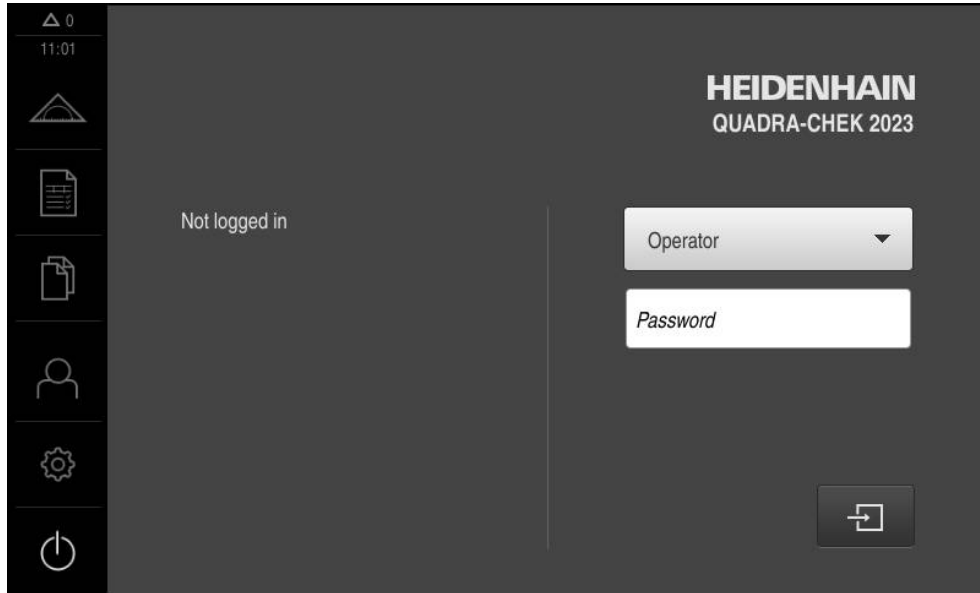 0
11:01
HEIDENHAIN
QUADRA-CHEK 2023
Not logged in
Operator
Password